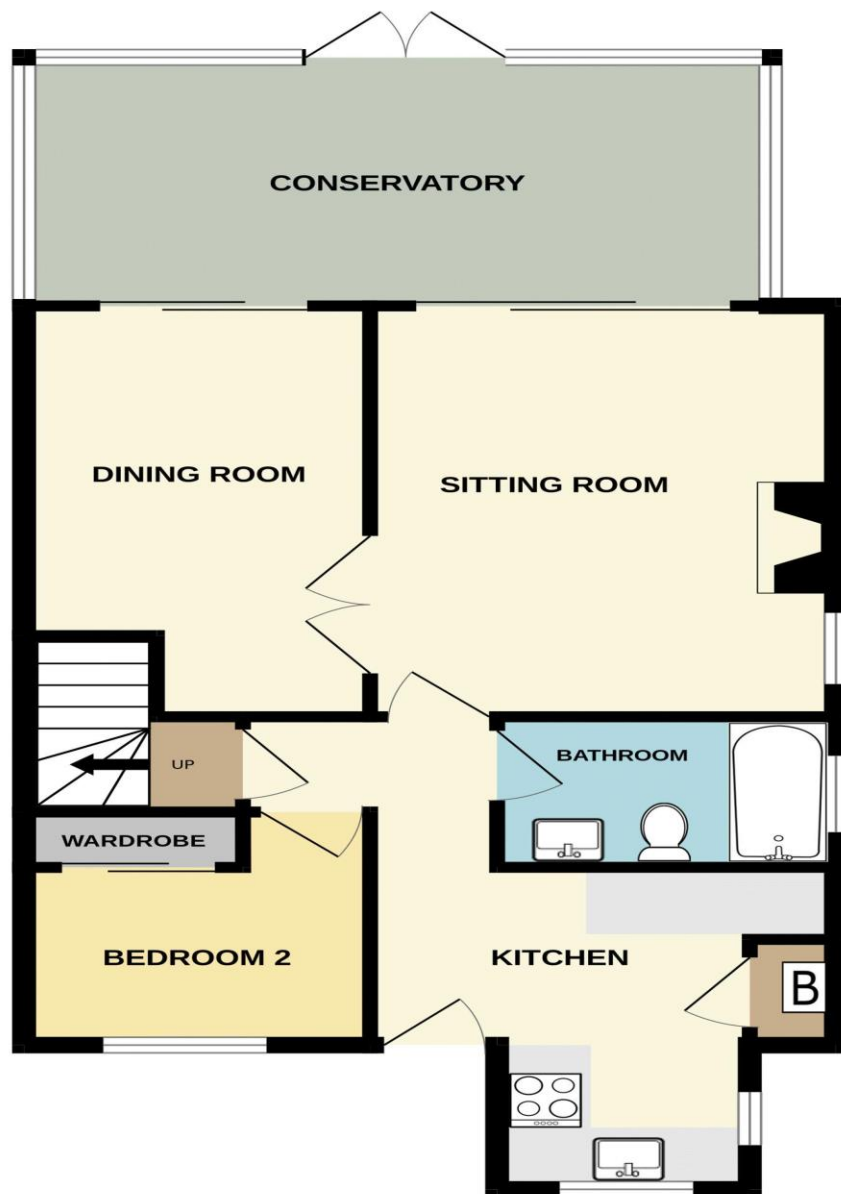 CONSERVATORY
DINING ROOM
SITTING ROOM
UP
BATHROOM
WARDROBE
BEDROOM 2
KITCHEN
B